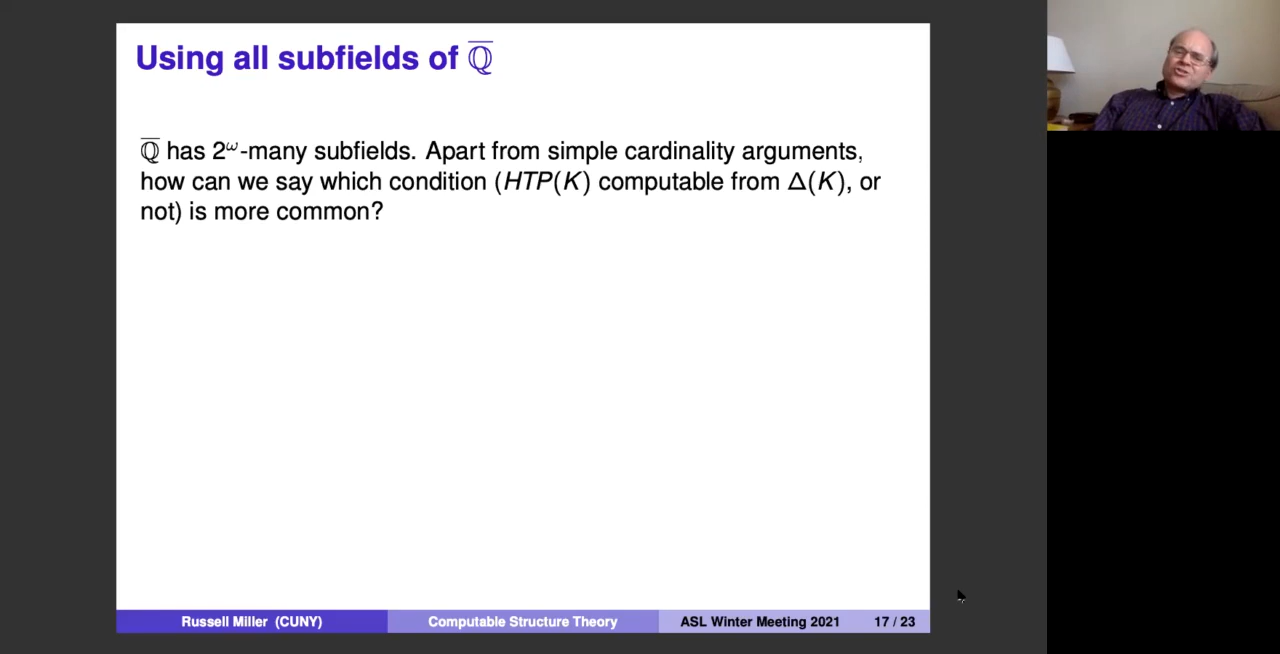 Using all subfields of ℚ̅
ℚ̅ has 2^ω-many subfields. Apart from simple cardinality arguments,
how can we say which condition (HTP(K) computable from Δ(K), or
not) is more common?
Russell Miller (CUNY) Computable Structure Theory ASL Winter Meeting 2021 17 / 23